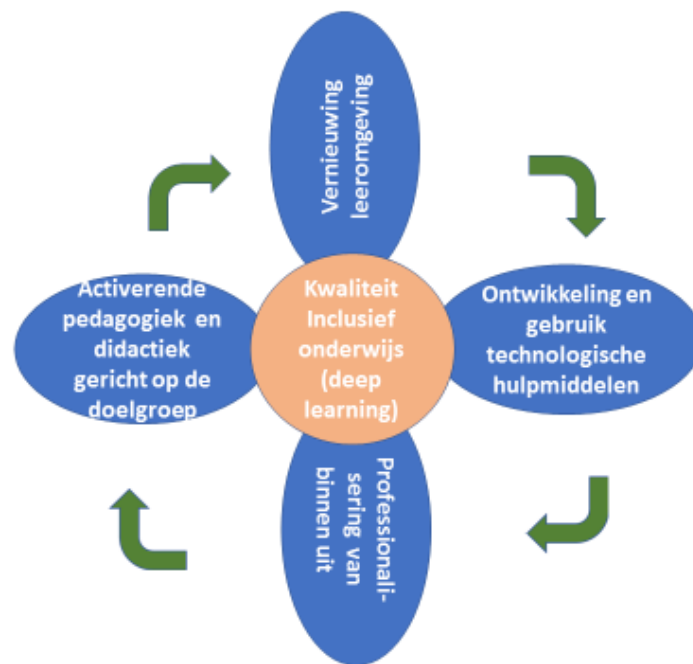 Vernieuwing
leeromgeving
Activerende
pedagogiek en
didactiek
gericht op de
doelgroep
Kwaliteit
Inclusief
onderwijs
(deep
learning)
Ontwikkeling en
gebruik
technologische
hulpmiddelen
Professionali-
sering van
binnen uit